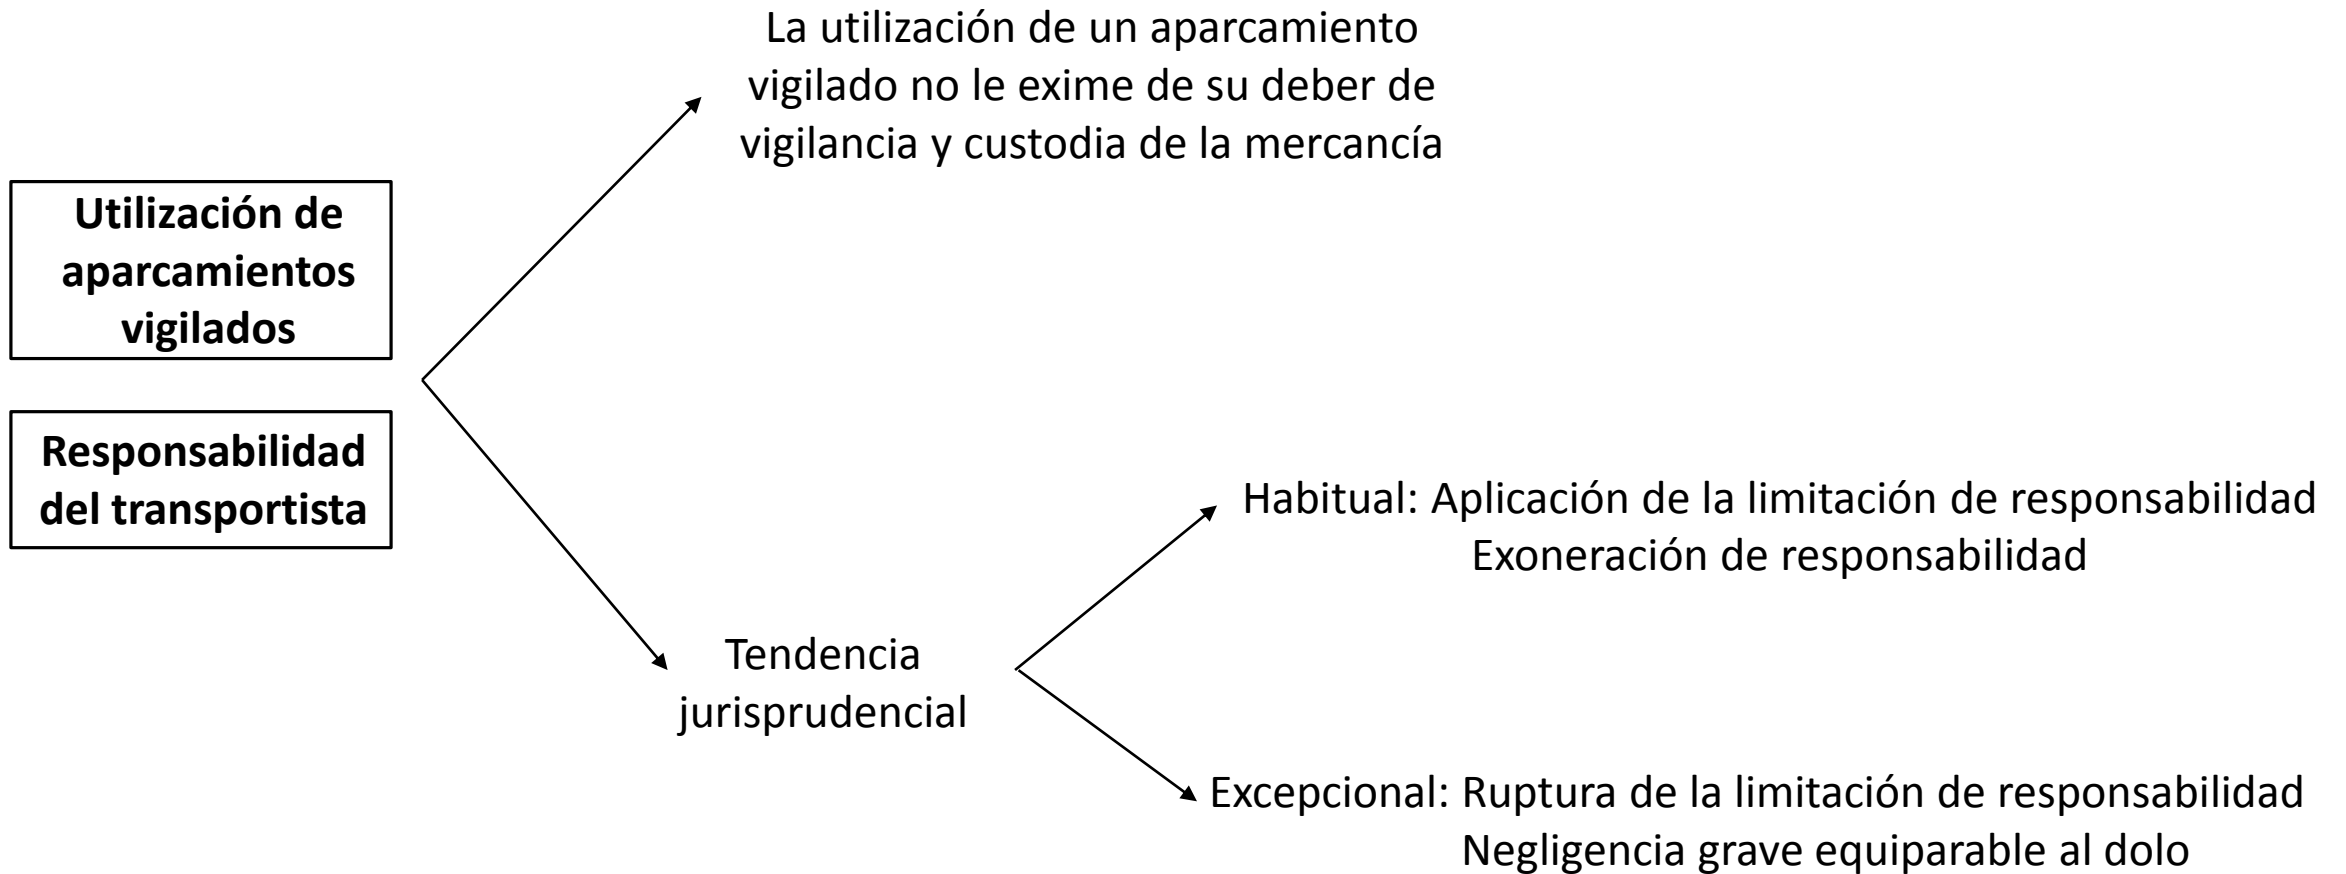 La utilización de un aparcamiento
vigilado no le exime de su deber de
vigilancia y custodia de la mercancía
Utilización de
aparcamientos
vigilados
Responsabilidad
del transportista
Habitual: Aplicación de la limitación de responsabilidad
Exoneración de responsabilidad
Tendencia
jurisprudencial
Excepcional: Ruptura de la limitación de responsabilidad
Negligencia grave equiparable al dolo